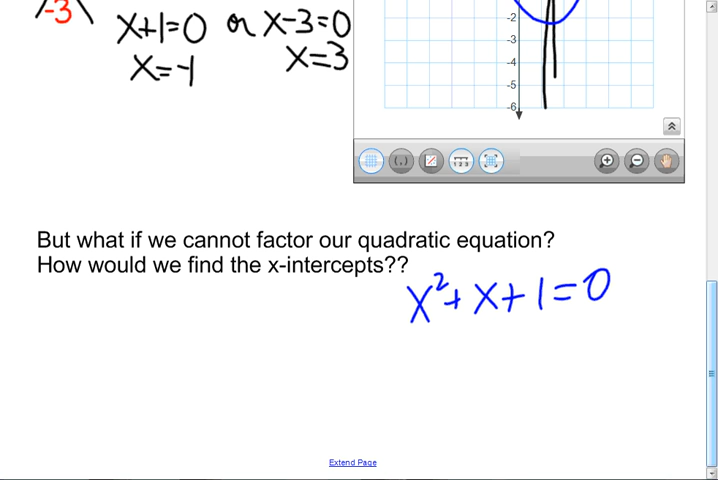 -3
x+1=0 or x-3=0
x=-1 x=3
-2
-3
-4
-5
-6
But what if we cannot factor our quadratic equation?
How would we find the x-intercepts??
x²+x+1=0
Extend Page